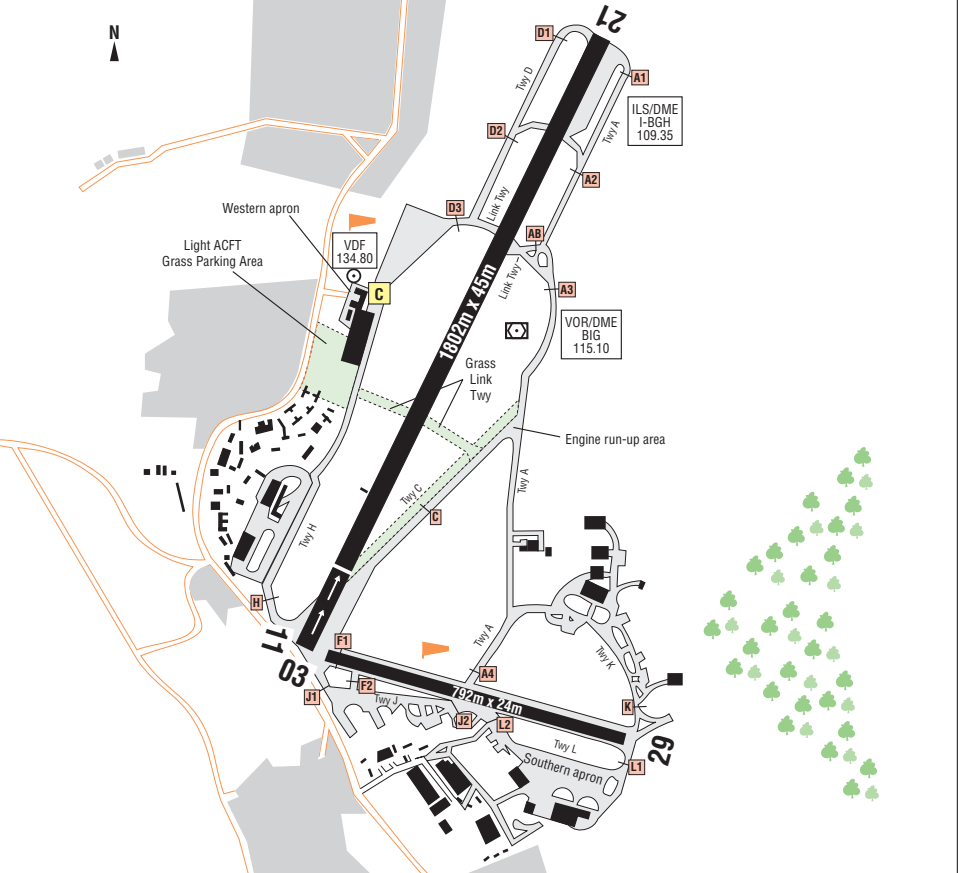 21
N
D1
A1
Twy D
ILS/DME
I-BGH
109.35
D2
Twy A
A2
Link Twy
Western apron
D3
AB
Light ACFT
Grass Parking Area
VDF
134.80
C
Link Twy
A3
1802m x 45m
VOR/DME
BIG
115.10
Grass
Link
Twy
Engine run-up area
Twy A
Twy C
C
Twy H
H
11
03
F1
Twy A
Twy K
A4
F2
J1
Twy J
792m x 24m
J2
L2
K
29
Twy L
L1
Southern apron